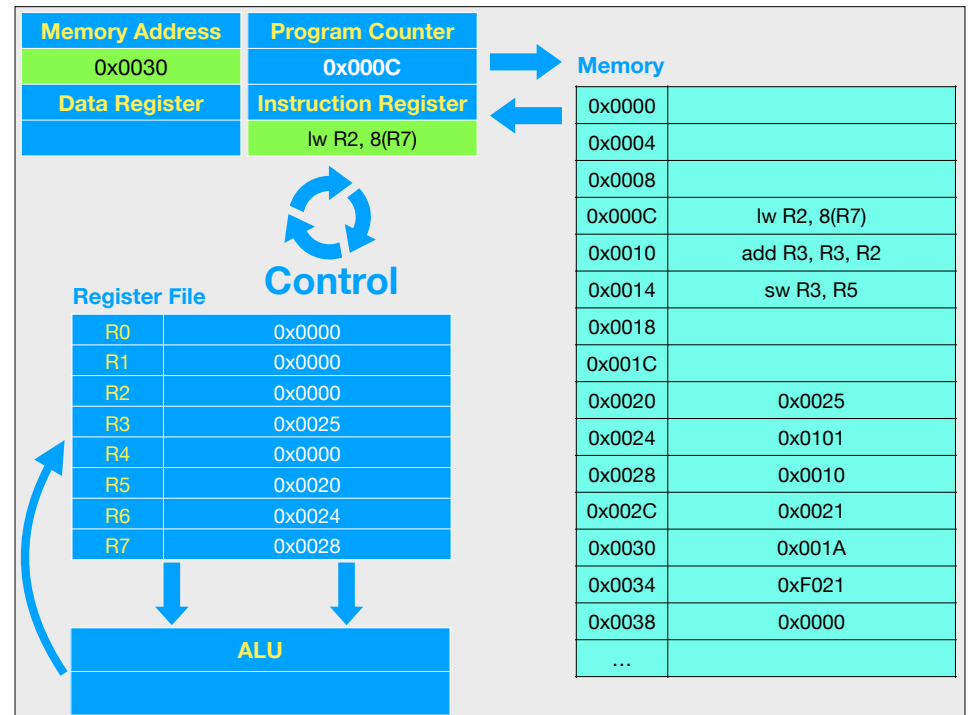 Memory Address Program Counter
0x0030 0x000C
Data Register Instruction Register
lw R2, 8(R7)
Control
Register File
R0 0x0000
R1 0x0000
R2 0x0000
R3 0x0025
R4 0x0000
R5 0x0020
R6 0x0024
R7 0x0028
ALU
Memory
0x0000
0x0004
0x0008
0x000C lw R2, 8(R7)
0x0010 add R3, R3, R2
0x0014 sw R3, R5
0x0018
0x001C
0x0020 0x0025
0x0024 0x0101
0x0028 0x0010
0x002C 0x0021
0x0030 0x001A
0x0034 0xF021
0x0038 0x0000
…